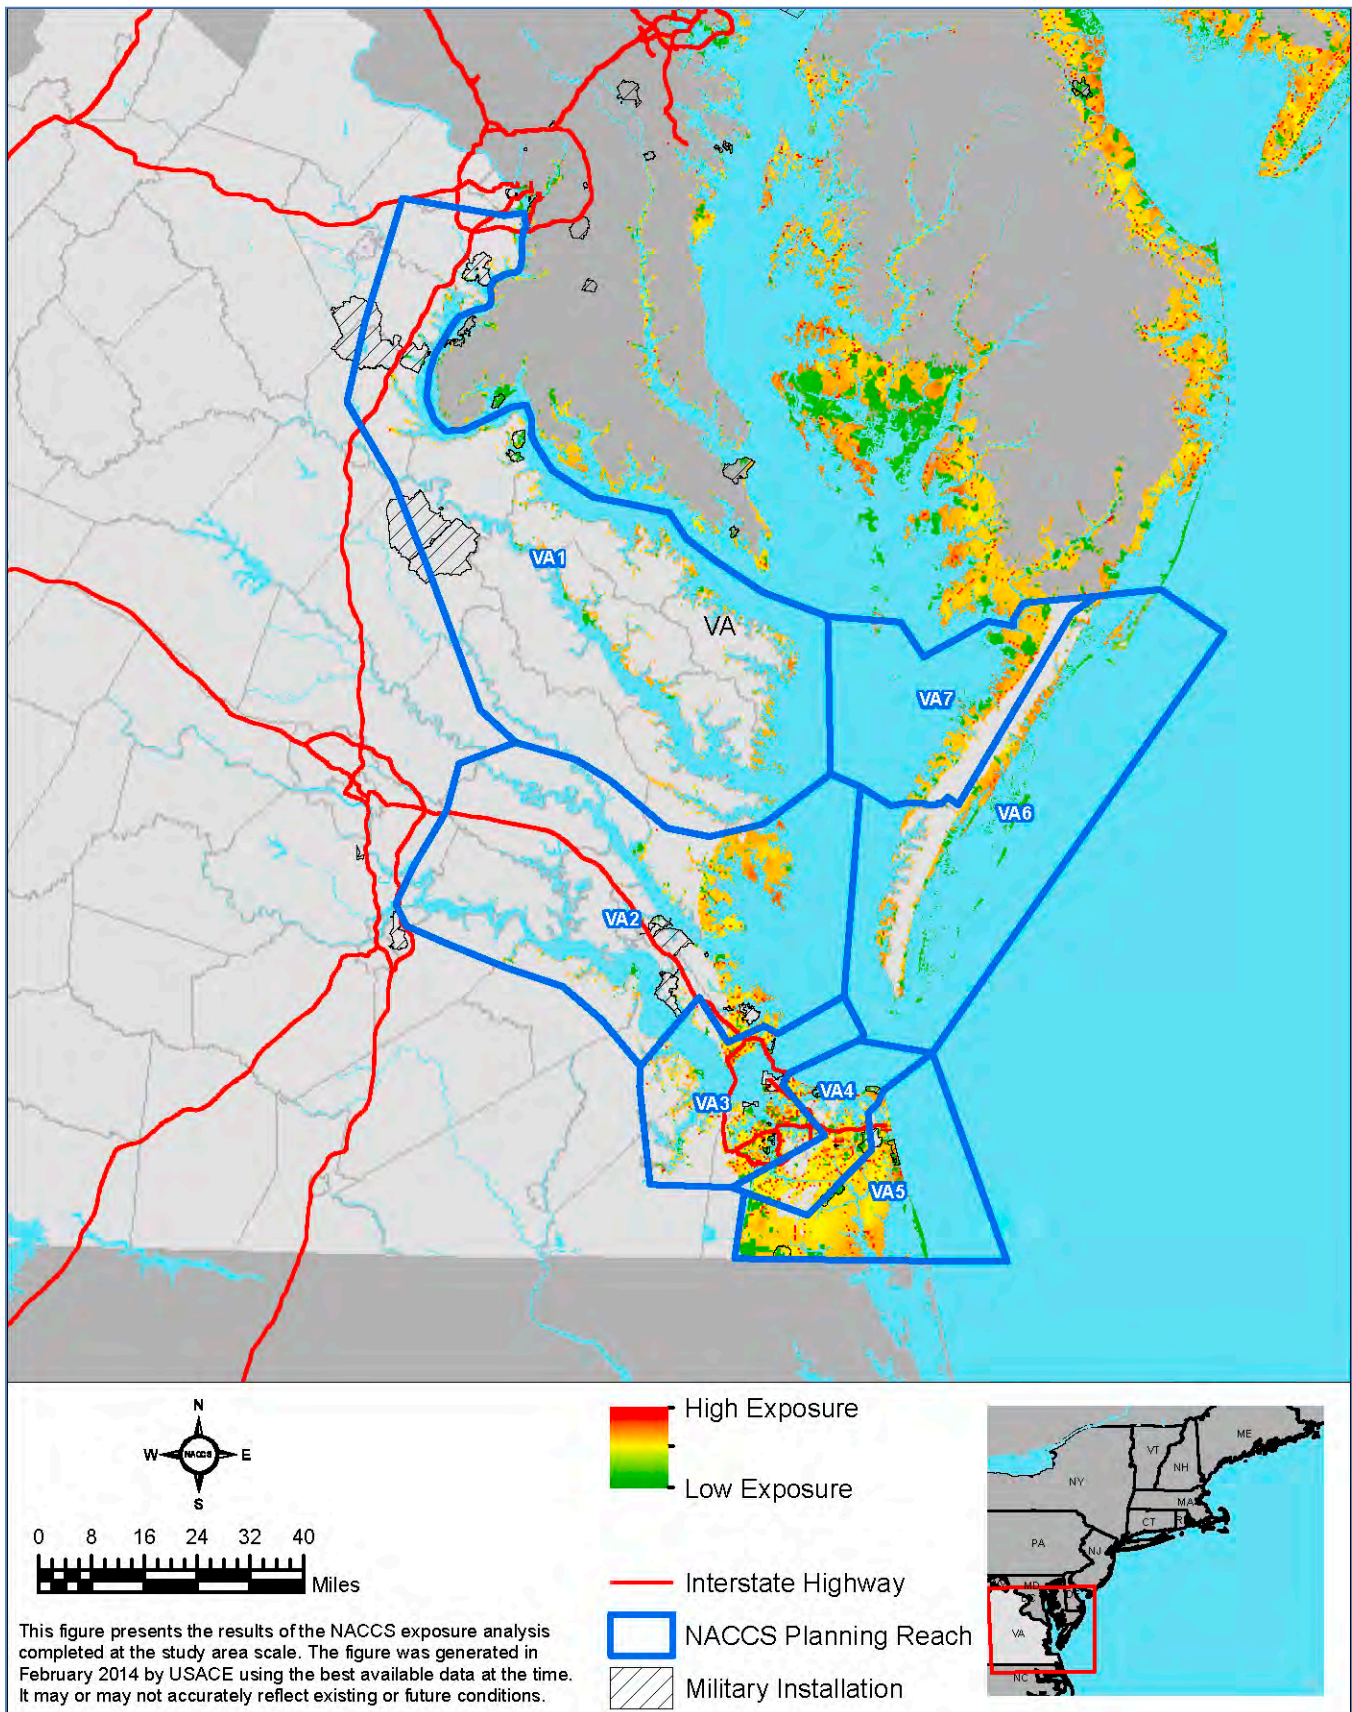 VA1
VA
VA7
VA6
VA2
VA3
VA4
VA5
N
W NACCS E
S
0 8 16 24 32 40
Miles
This figure presents the results of the NACCS exposure analysis
completed at the study area scale. The figure was generated in
February 2014 by USACE using the best available data at the time.
It may or may not accurately reflect existing or future conditions.
High Exposure
Low Exposure
Interstate Highway
NACCS Planning Reach
Military Installation
ME
VT
NH
NY
MA
CT
PA
NJ
MD
VA
NC